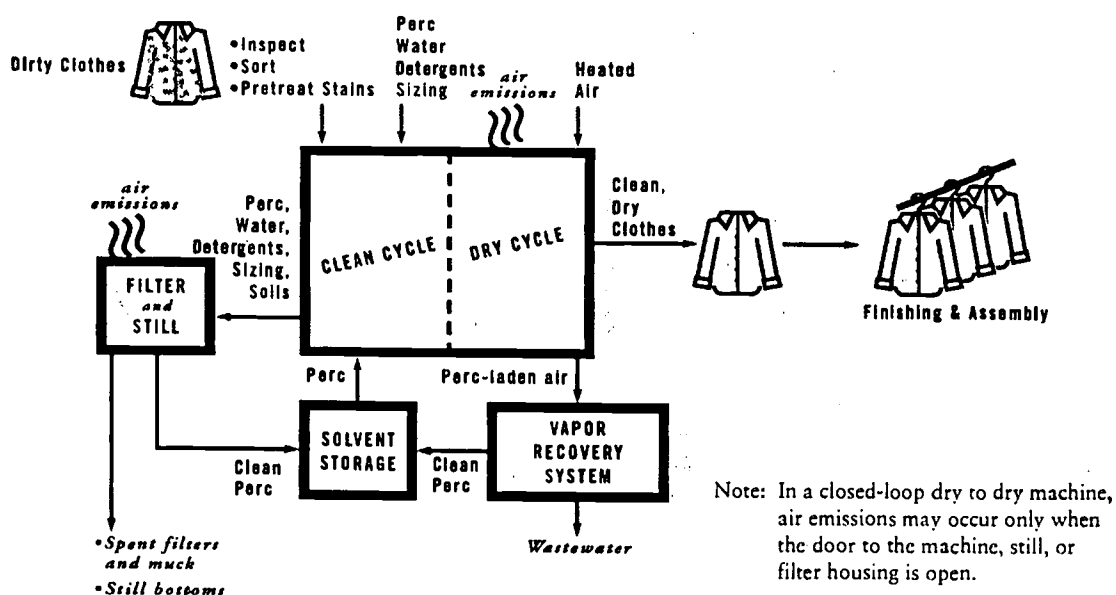 Dirty Clothes
•Inspect
•Sort
•Pretreat Stains
Perc
Water
Detergents
Sizing
air
emissions
Heated
Air
air
emissions
Perc,
Water,
Detergents,
Sizing,
Soils
CLEAN CYCLE
DRY CYCLE
Clean,
Dry
Clothes
Finishing & Assembly
FILTER
and
STILL
Perc
Perc-laden air
SOLVENT
STORAGE
VAPOR
RECOVERY
SYSTEM
Clean
Perc
Clean
Perc
•Spent filters
and muck
•Still bottoms
Wastewater
Note: In a closed-loop dry to dry machine,
air emissions may occur only when
the door to the machine, still, or
filter housing is open.